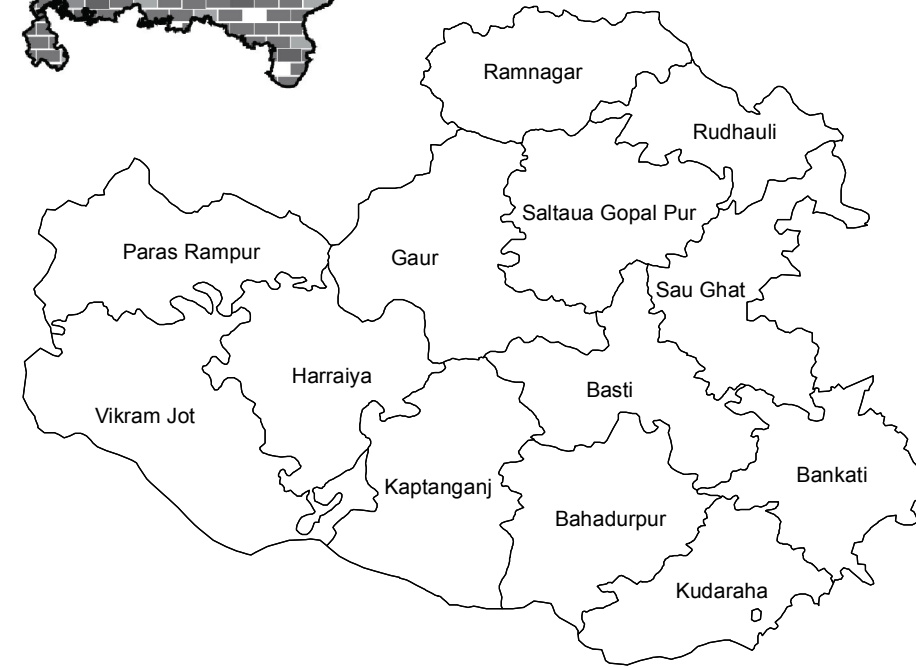 Ramnagar
Rudhauli
Saltaua Gopal Pur
Paras Rampur
Gaur
Sau Ghat
Harraiya
Basti
Vikram Jot
Bankati
Kaptanganj
Bahadurpur
Kudaraha